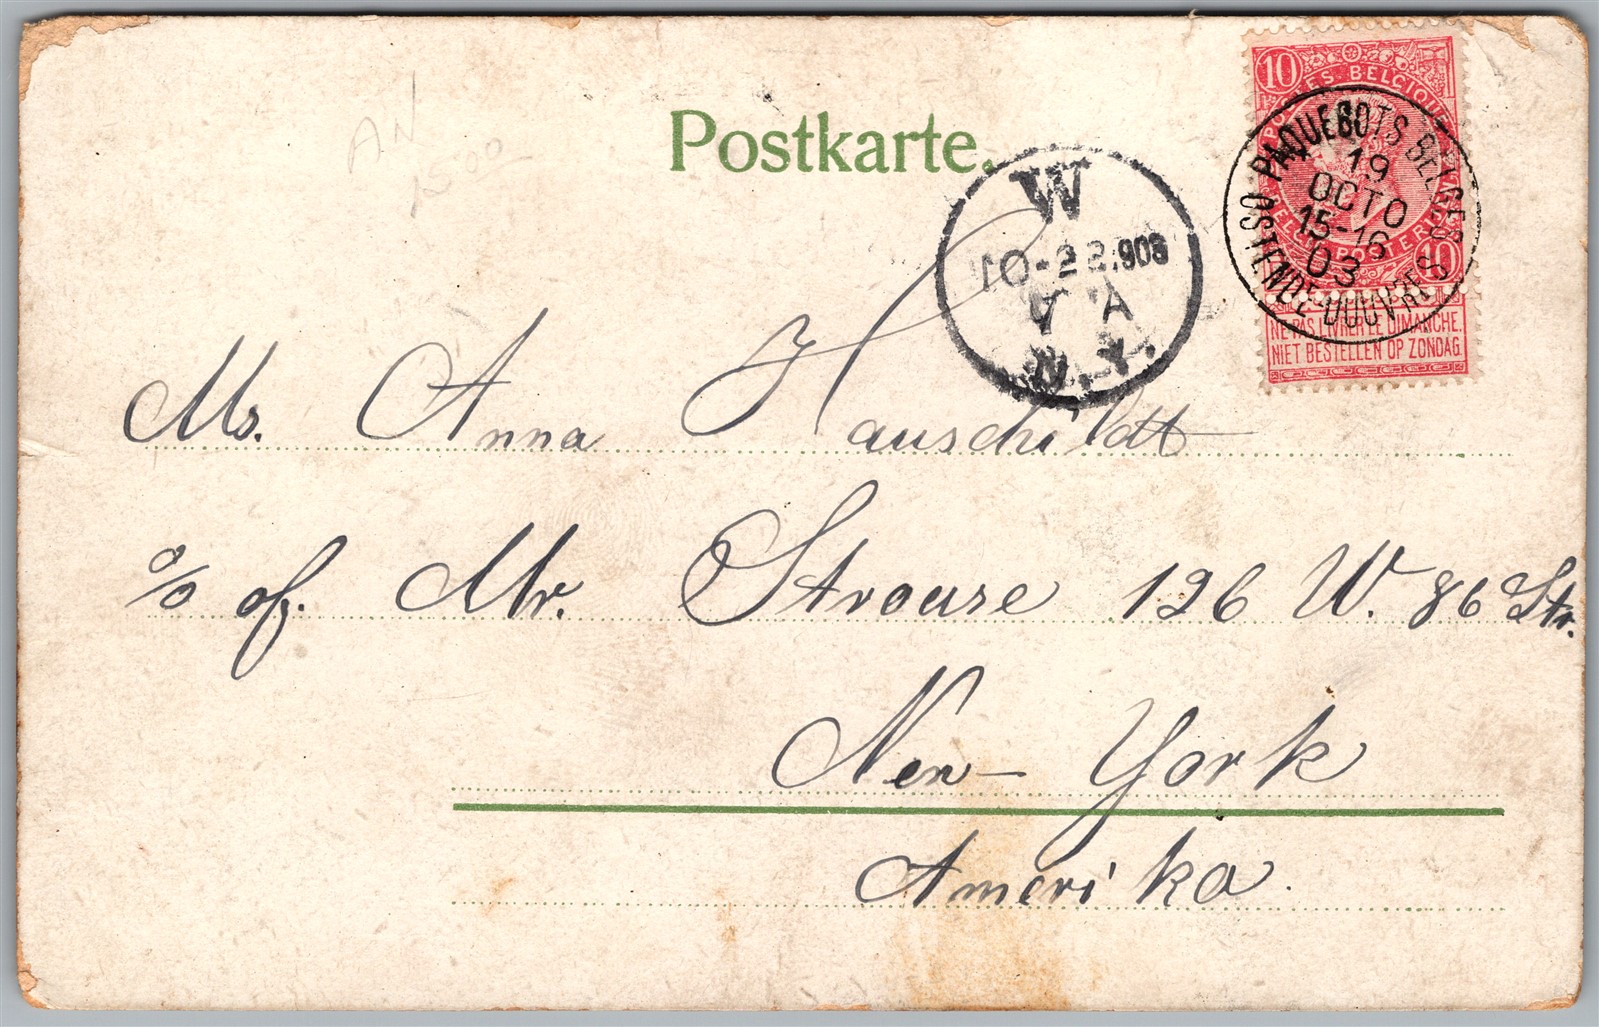 AN
Postkarte.
10 10
POSTES BELGIQUE
NE PAS LIVRER LE DIMANCHE.
NIET BESTELLEN OP ZONDAG
PAQUEBOTS BELGES
19
OCTO
15-16
03
OSTENDE-DOUVRES
W
10-22.1903
A
N.Y.
Ms. Anna Hauschildt
c/o of. Mr. Strouse 126 W. 86 Str.
New-York
Amerika.